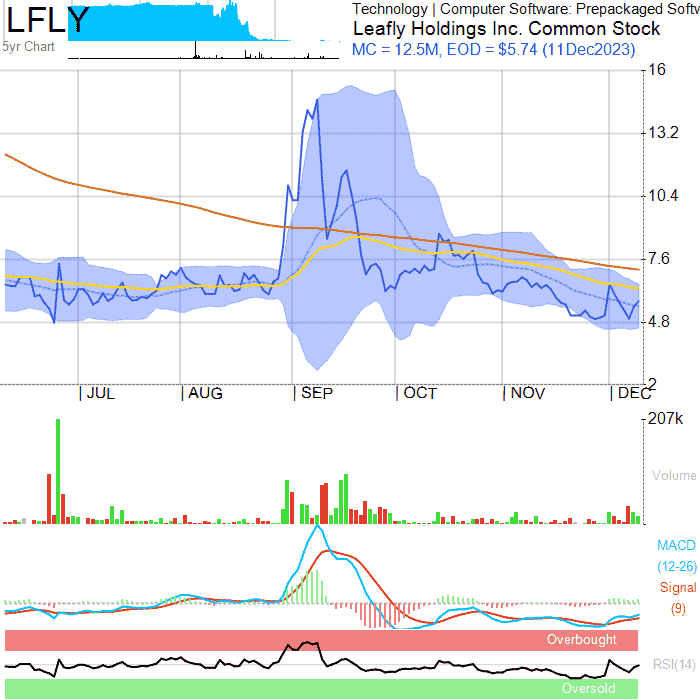 LFLY
5yr Chart
Technology | Computer Software: Prepackaged Softw
Leafly Holdings Inc. Common Stock
MC = 12.5M, EOD = $5.74 (11Dec2023)
16
13.2
10.4
7.6
4.8
2
JUL
AUG
SEP
OCT
NOV
DEC
207k
Volume
MACD
(12-26)
Signal
(9)
Overbought
RSI(14)
Oversold